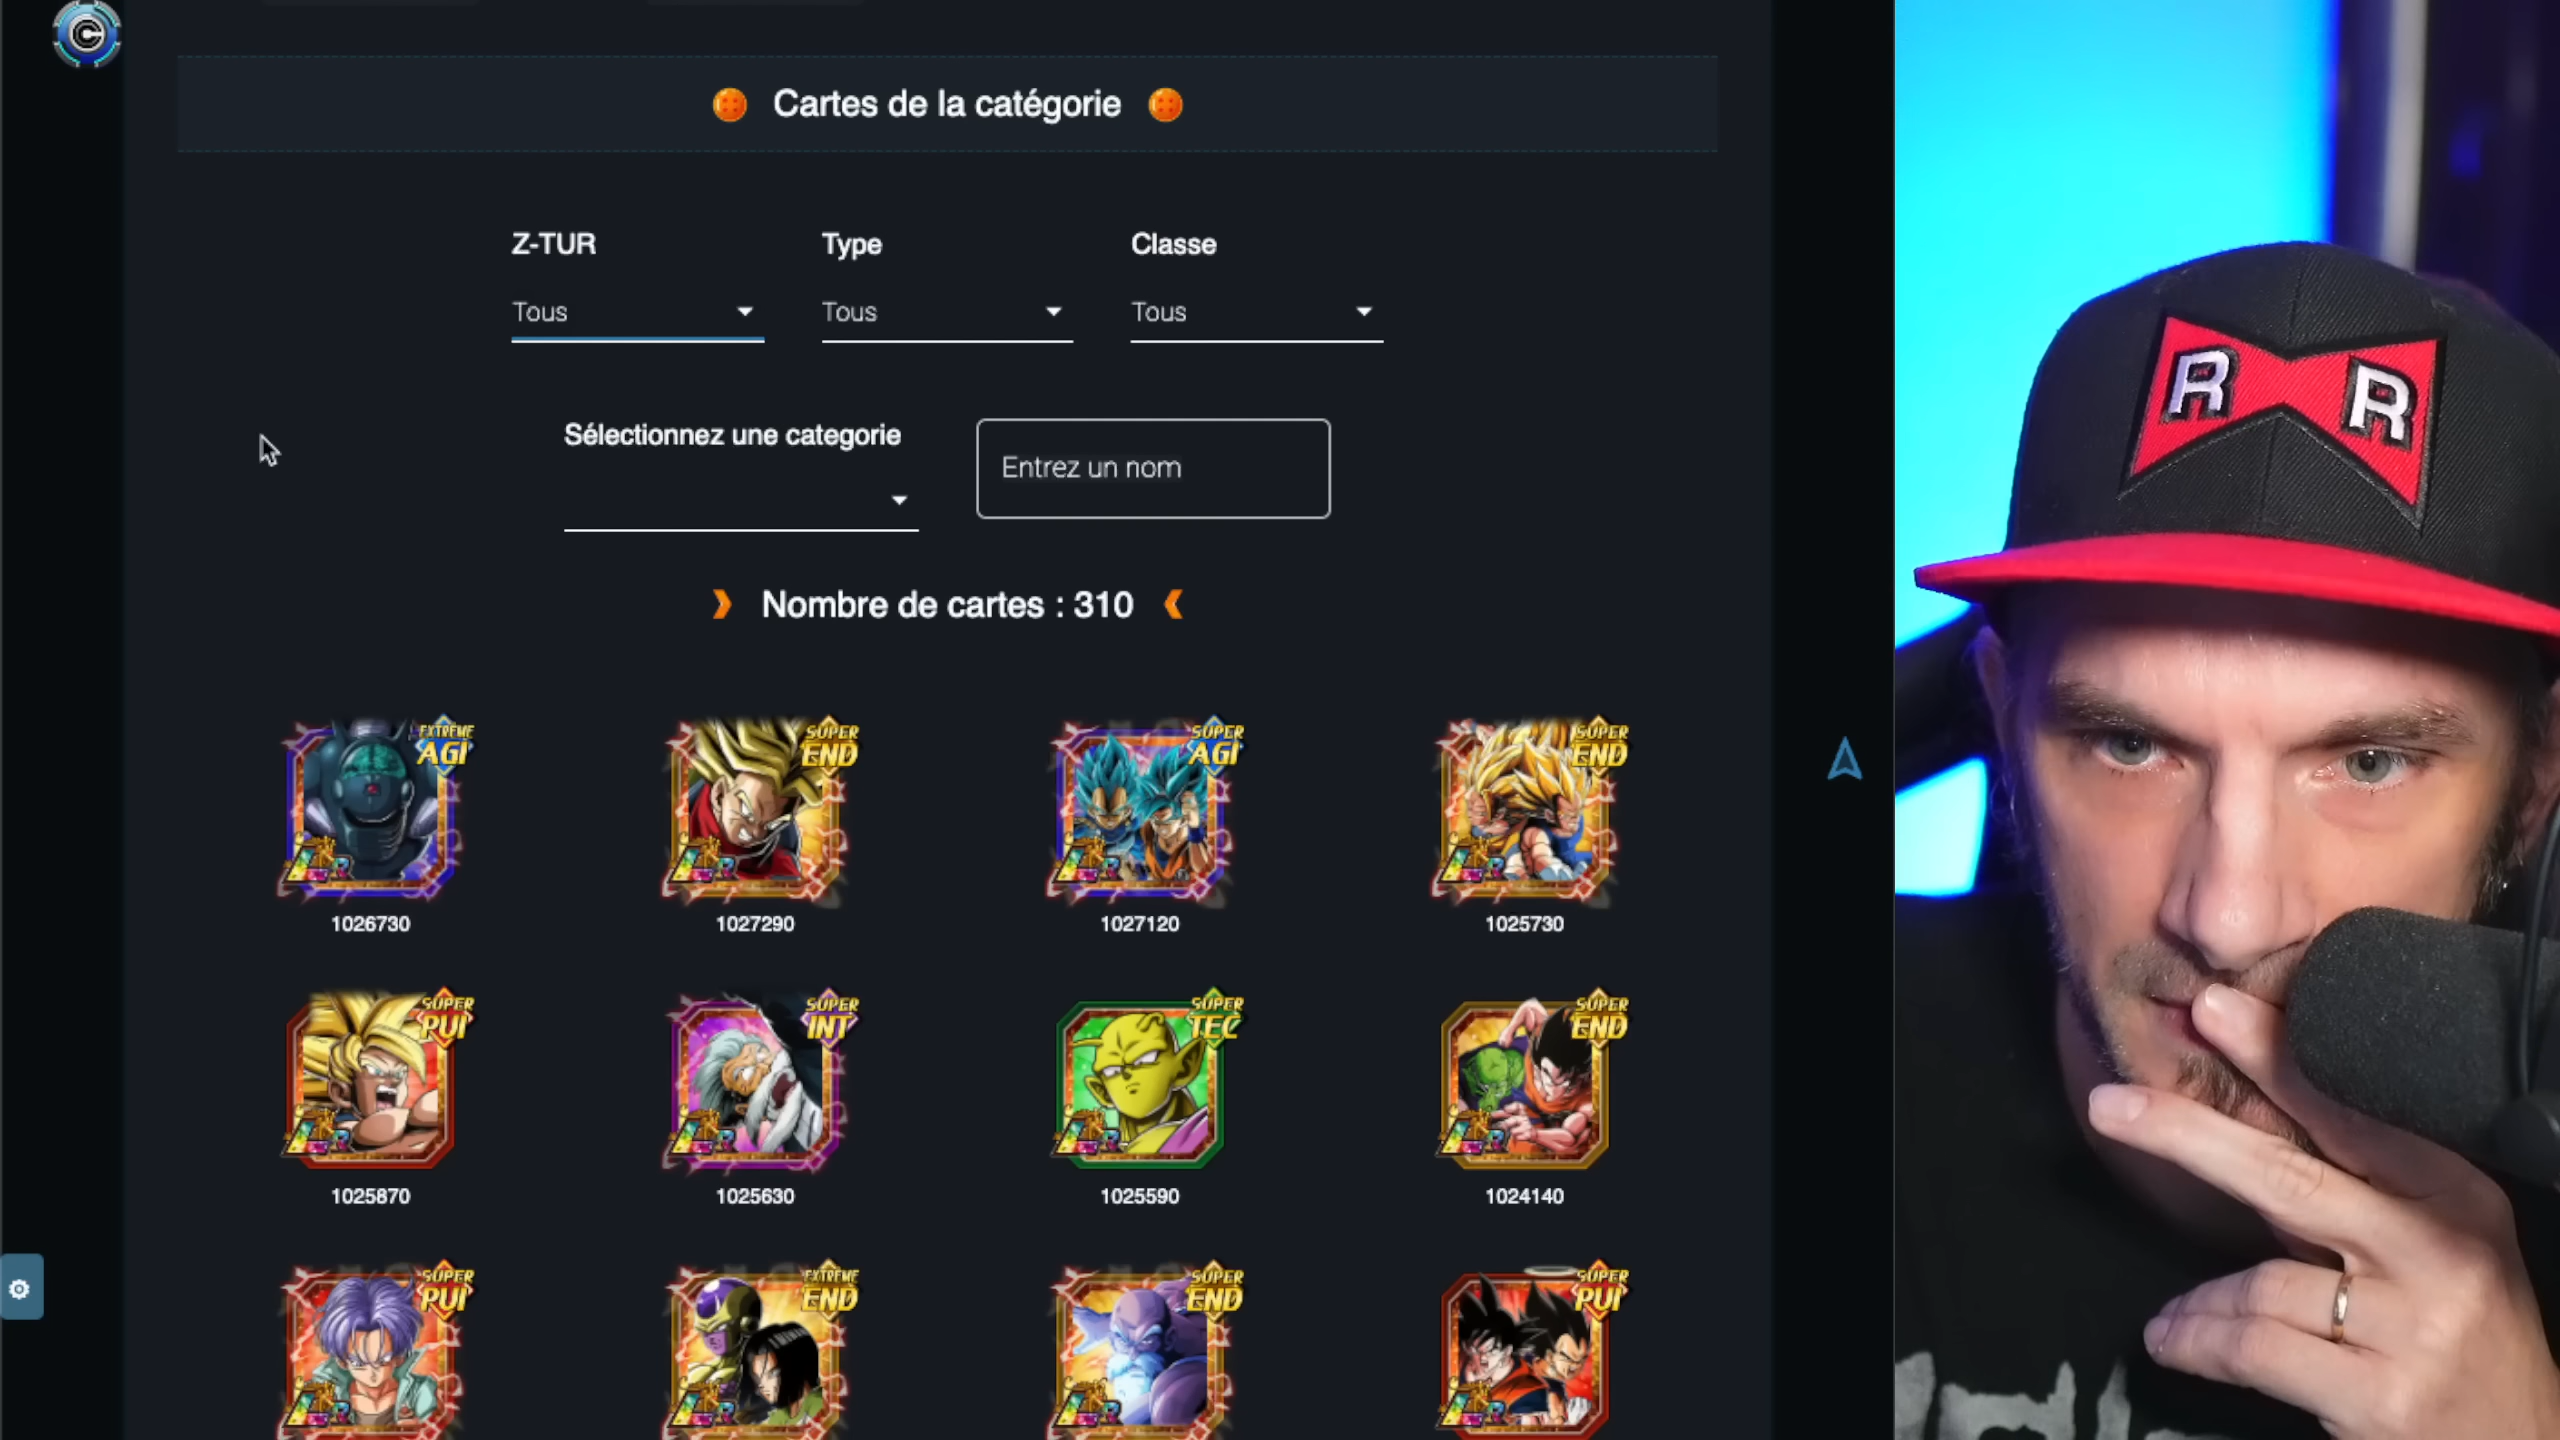 Cartes de la catégorie
Z-TUR
Type
Classe
Tous
Tous
Tous
Sélectionnez une categorie
Entrez un nom
Nombre de cartes : 310
EXTREME AGI
SUPER END
SUPER AGI
SUPER END
1026730
1027290
1027120
1025730
SUPER PUI
SUPER INT
SUPER TEC
SUPER END
1025870
1025630
1025590
1024140
SUPER PUI
EXTREME END
SUPER END
SUPER PUI
R R